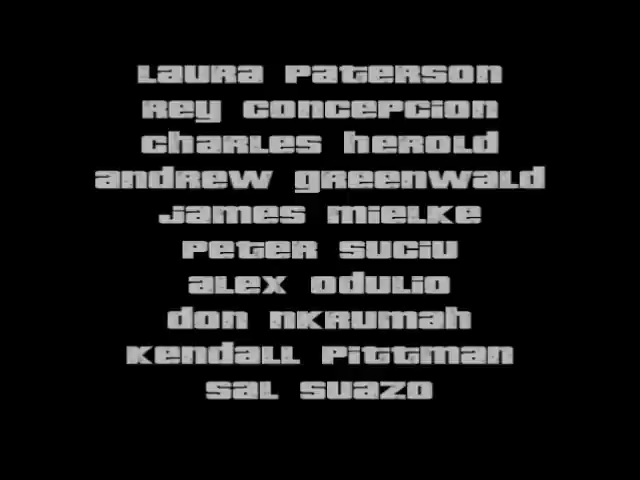 Laura Paterson
Rey Concepcion
Charles Herold
Andrew Greenwald
James Mielke
Peter Suciu
Alex Odulio
Don Nkrumah
Kendall Pittman
Sal Suazo